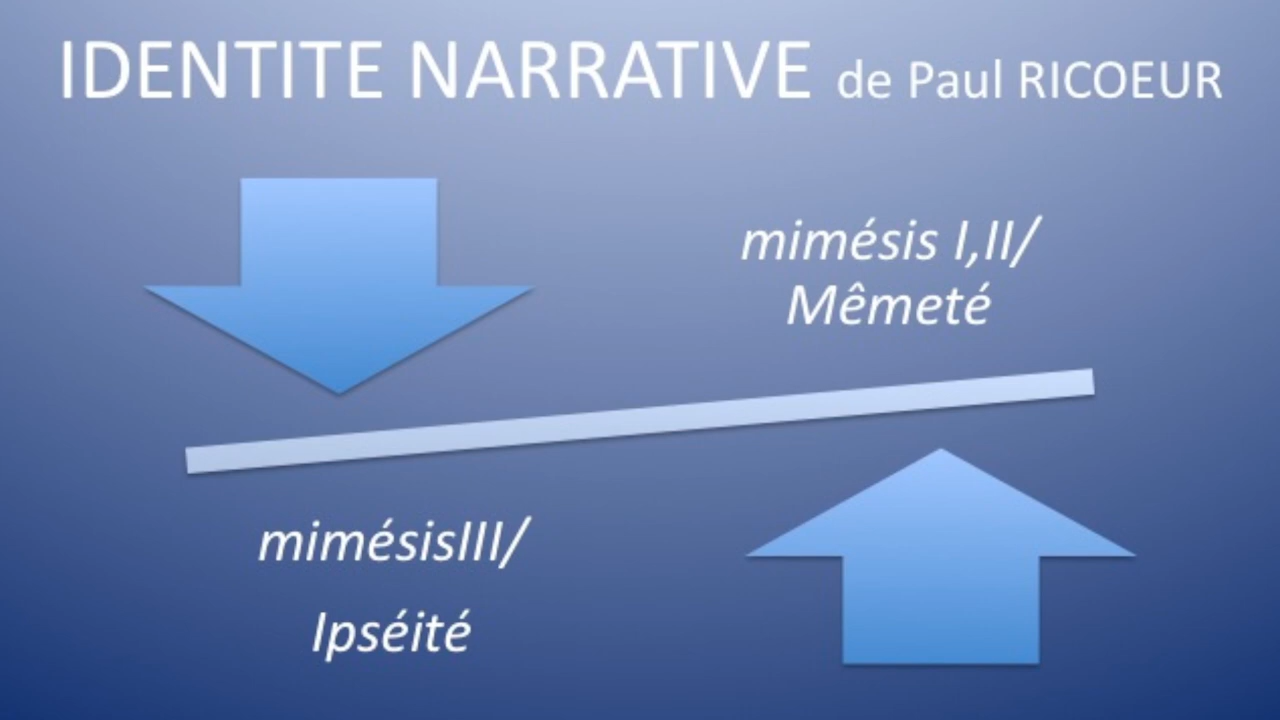 IDENTITE NARRATIVE de Paul RICOEUR
mimésis I,II/
Mêmeté
mimésisIII/
Ipséité